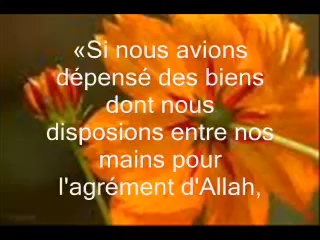 «Si nous avions
dépensé des biens
dont nous
disposions entre nos
mains pour
l'agrément d'Allah,